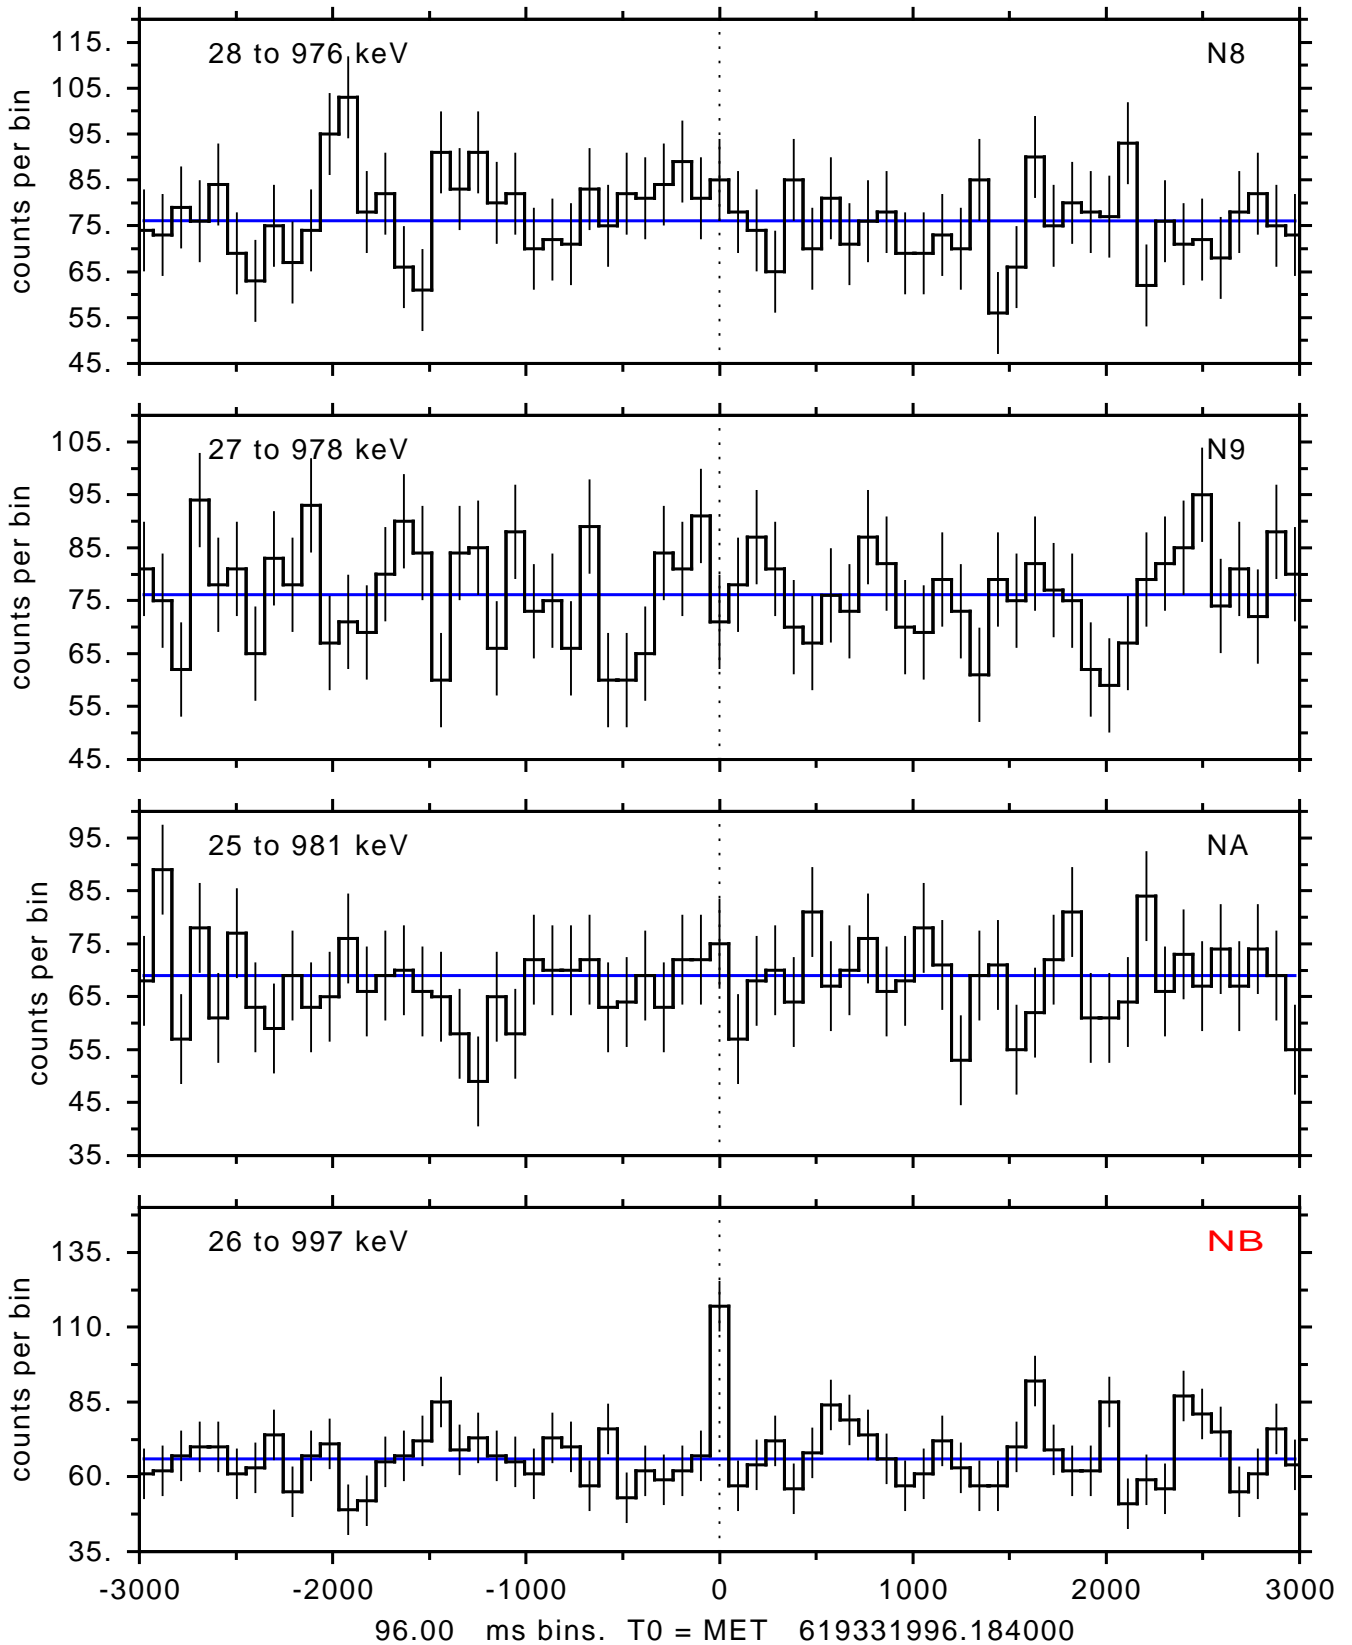 28 to 976 keV N8
115.
105.
95.
85.
75.
65.
55.
45.
counts per bin
27 to 978 keV N9
105.
95.
85.
75.
65.
55.
45.
counts per bin
25 to 981 keV NA
95.
85.
75.
65.
55.
45.
35.
counts per bin
26 to 997 keV NB
135.
110.
85.
60.
35.
counts per bin
-3000 -2000 -1000 0 1000 2000 3000
96.00 ms bins. T0 = MET 619331996.184000